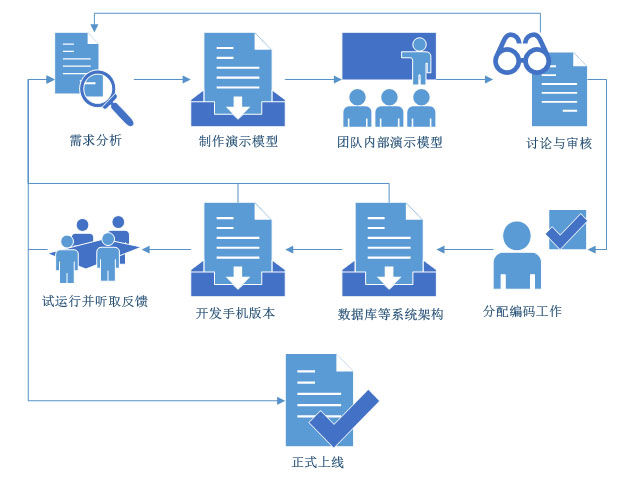 需求分析
制作演示模型
团队内部演示模型
讨论与审核
试运行并听取反馈
开发手机版本
数据库等系统架构
分配编码工作
正式上线